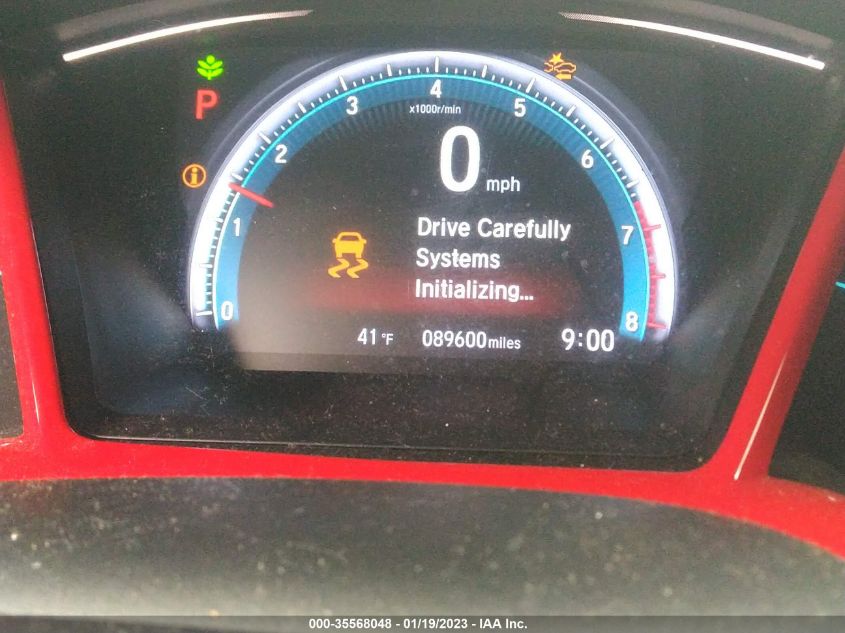 4
3
5
x1000r/min
P
2
6
0
mph
i
1
7
Drive Carefully
Systems
Initializing...
0
8
41 °F
089600 miles
9:00
000-35568048 - 01/19/2023 - IAA Inc.